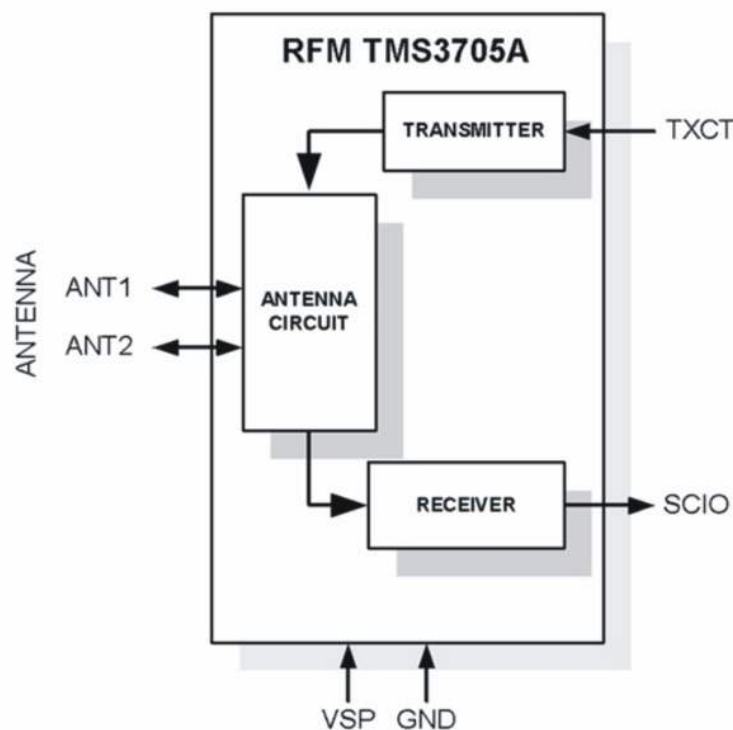 RFM TMS3705A
TRANSMITTER
TXCT
ANTENNA
ANT1
ANT2
ANTENNA
CIRCUIT
RECEIVER
SCIO
VSP GND